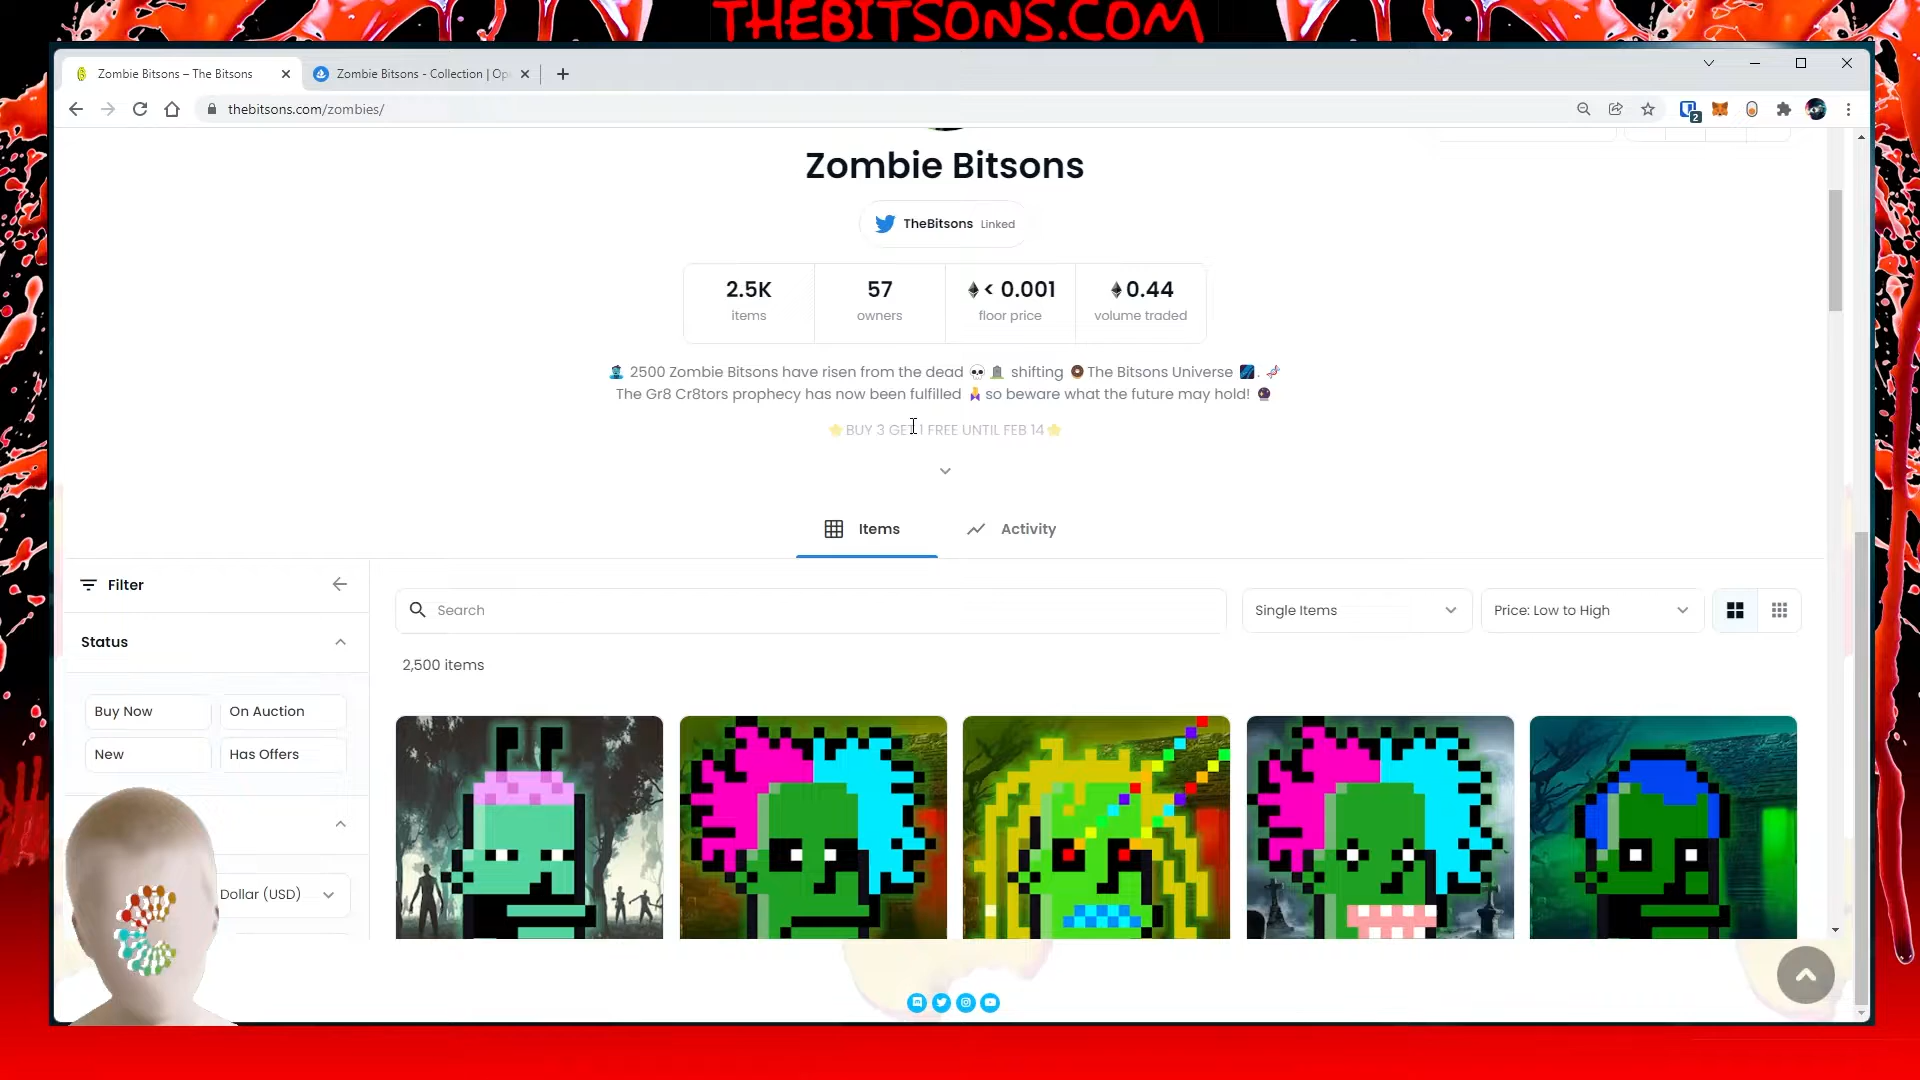 THEBITSONS.COM
Zombie Bitsons – The Bitsons
Zombie Bitsons - Collection | Op
thebitsons.com/zombies/
2
Zombie Bitsons
TheBitsons Linked
2.5K
items
57
owners
< 0.001
floor price
0.44
volume traded
2500 Zombie Bitsons have risen from the dead 💀 🪦 shifting 🍩 The Bitsons Universe 🌌. 🧬
The Gr8 Cr8tors prophecy has now been fulfilled so beware what the future may hold! 🔮
⭐BUY 3 GET 1 FREE UNTIL FEB 14⭐
Items
Activity
Filter
Search
Single Items
Price: Low to High
Status
2,500 items
Buy Now
On Auction
New
Has Offers
Dollar (USD)